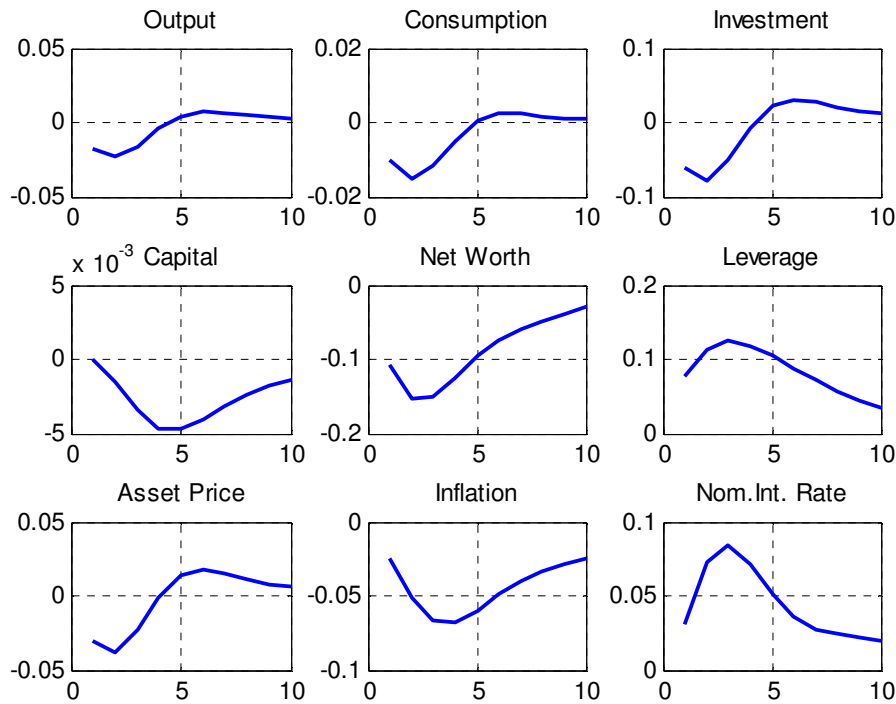 Output
0.05
0
-0.05
0 5 10
Consumption
0.02
0
-0.02
0 5 10
Investment
0.1
0
-0.1
0 5 10
x 10^-3 Capital
5
0
-5
0 5 10
Net Worth
0
-0.1
-0.2
0 5 10
Leverage
0.2
0.1
0
0 5 10
Asset Price
0.05
0
-0.05
0 5 10
Inflation
0
-0.05
-0.1
0 5 10
Nom.Int. Rate
0.1
0.05
0
0 5 10